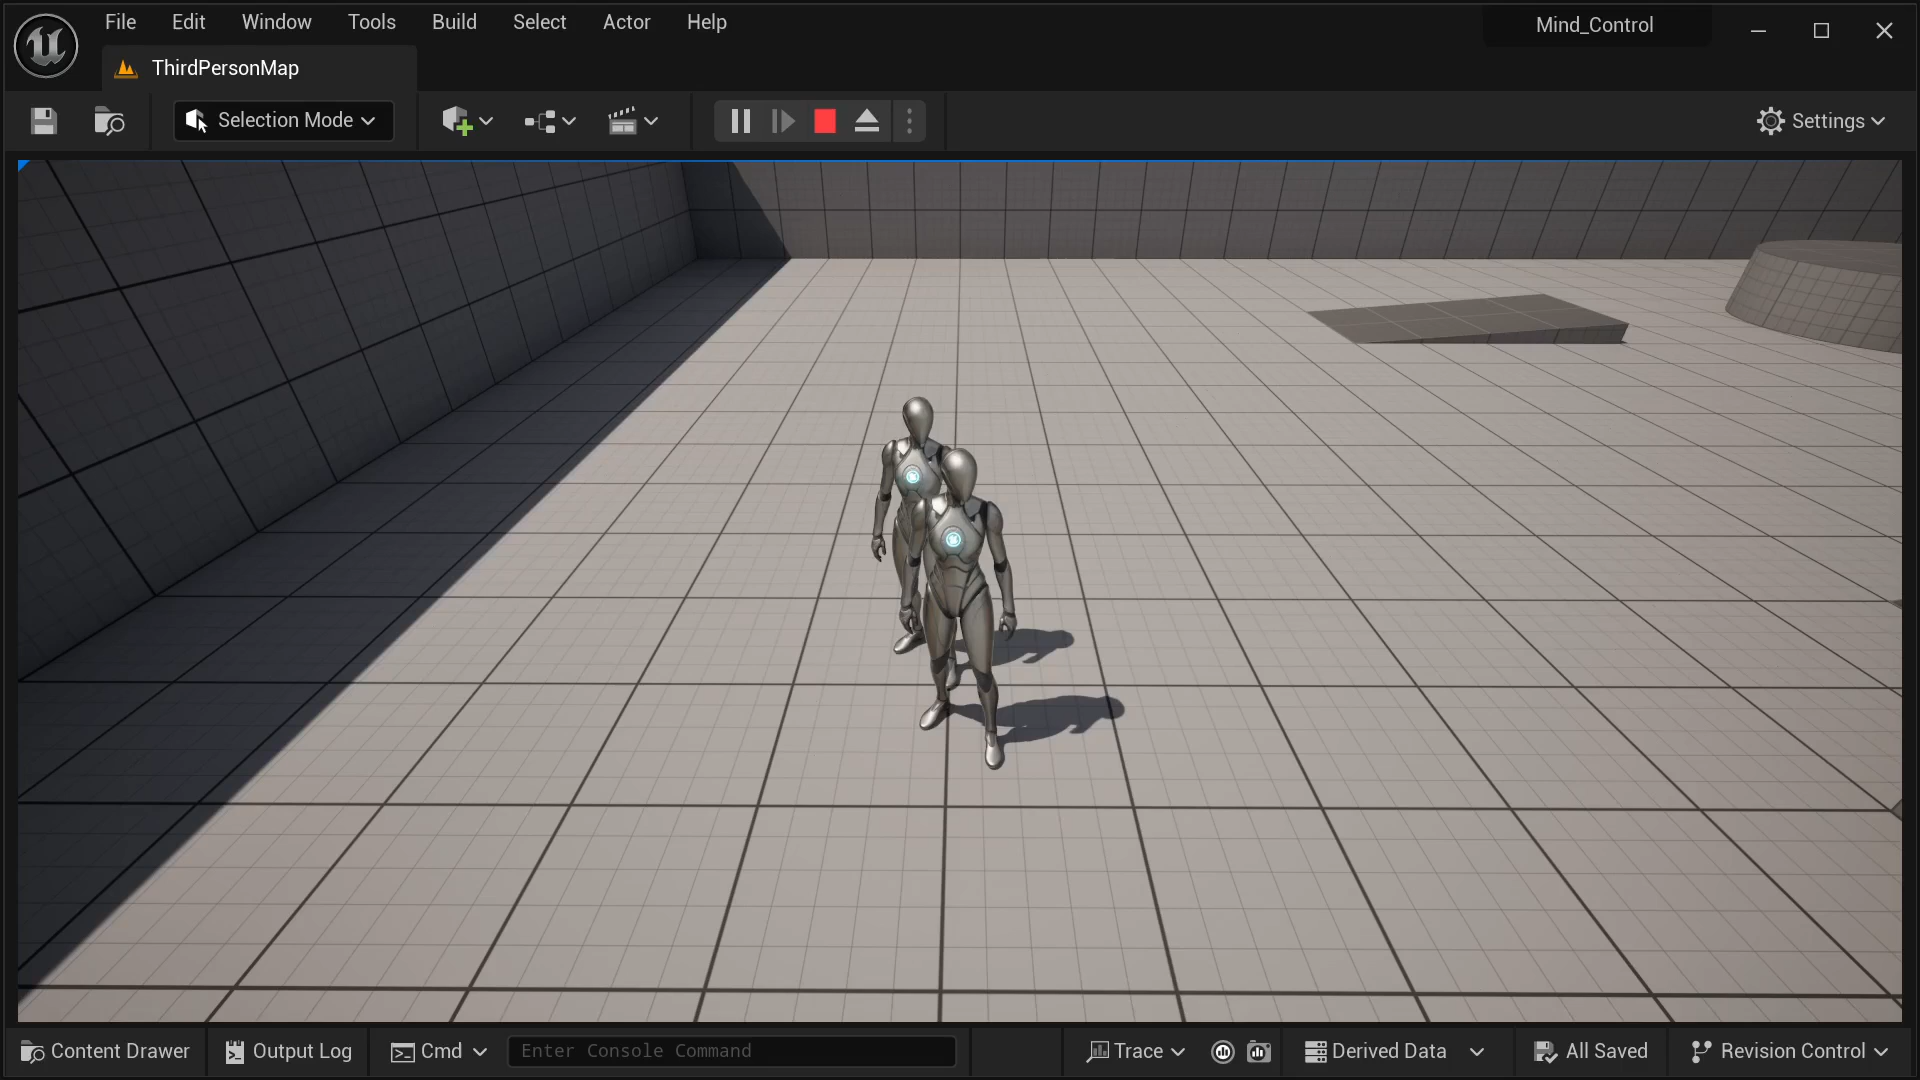 File Edit Window Tools Build Select Actor Help
Mind_Control
ThirdPersonMap
Selection Mode
Settings
Content Drawer
Output Log
Cmd
Enter Console Command
Trace
Derived Data
All Saved
Revision Control